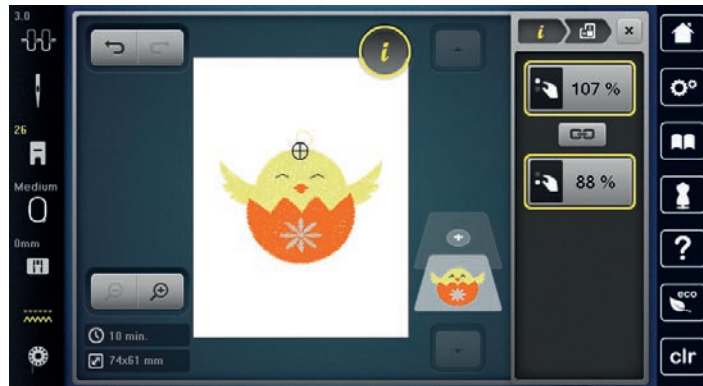 3.0
26
Medium
0mm
i
10 min.
74x61 mm
i
107 %
88 %
?
eco
clr